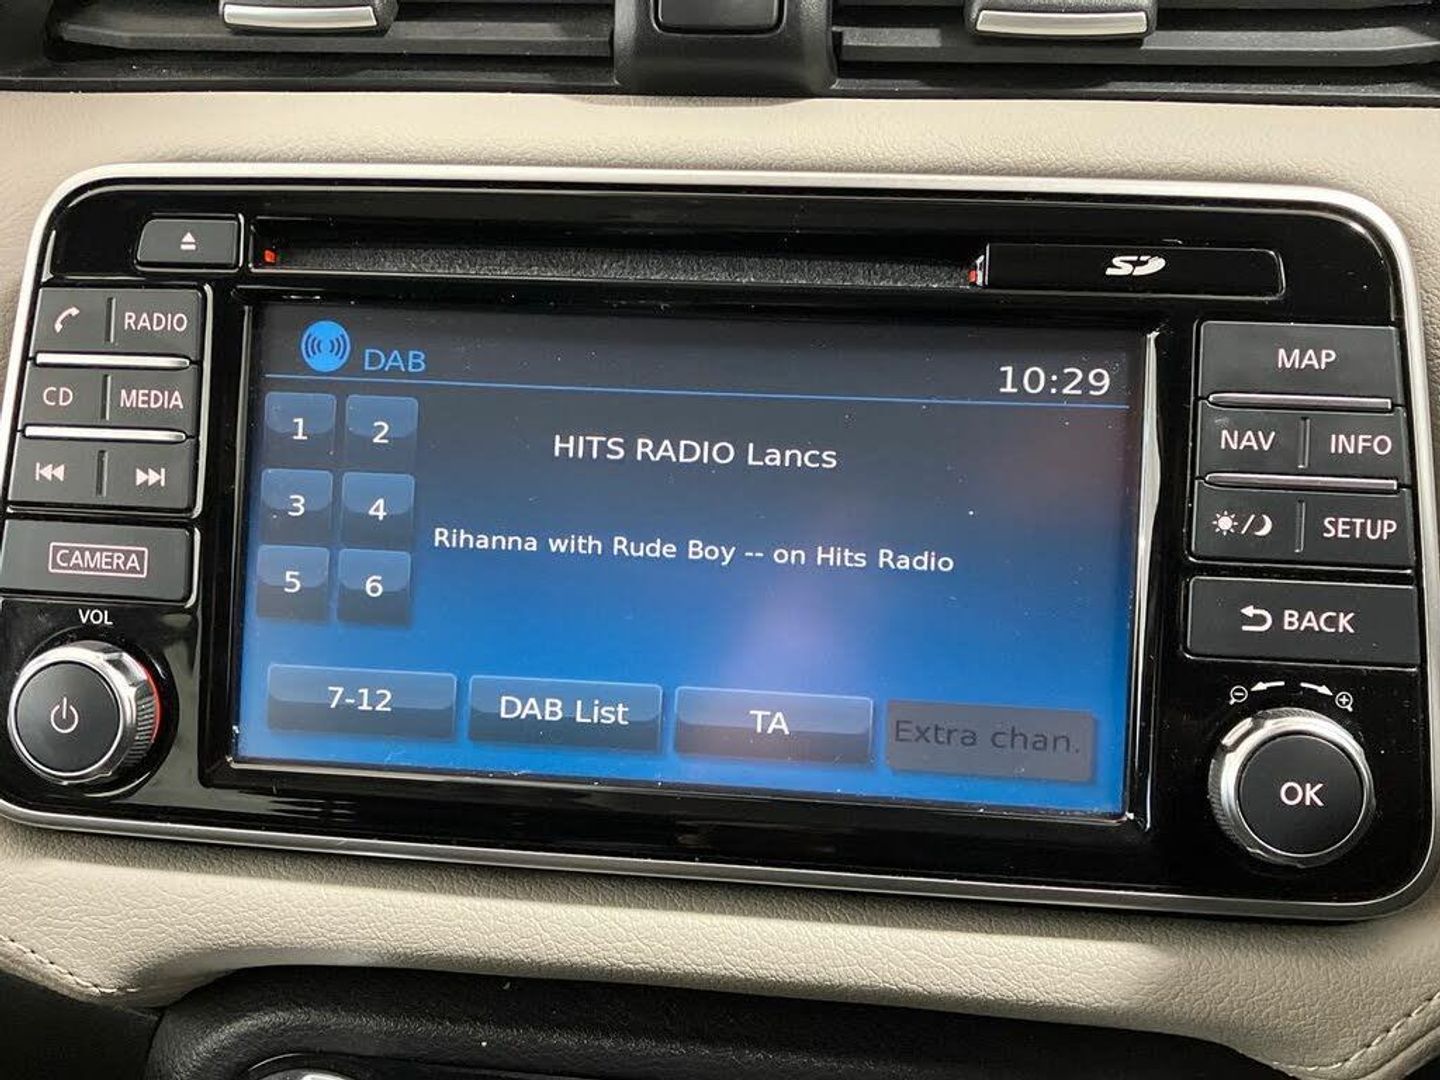 SD
RADIO
CD MEDIA
CAMERA
VOL
DAB
10:29
1 2
3 4
5 6
HITS RADIO Lancs
Rihanna with Rude Boy -- on Hits Radio
7-12 DAB List TA Extra chan.
MAP
NAV INFO
SETUP
BACK
OK